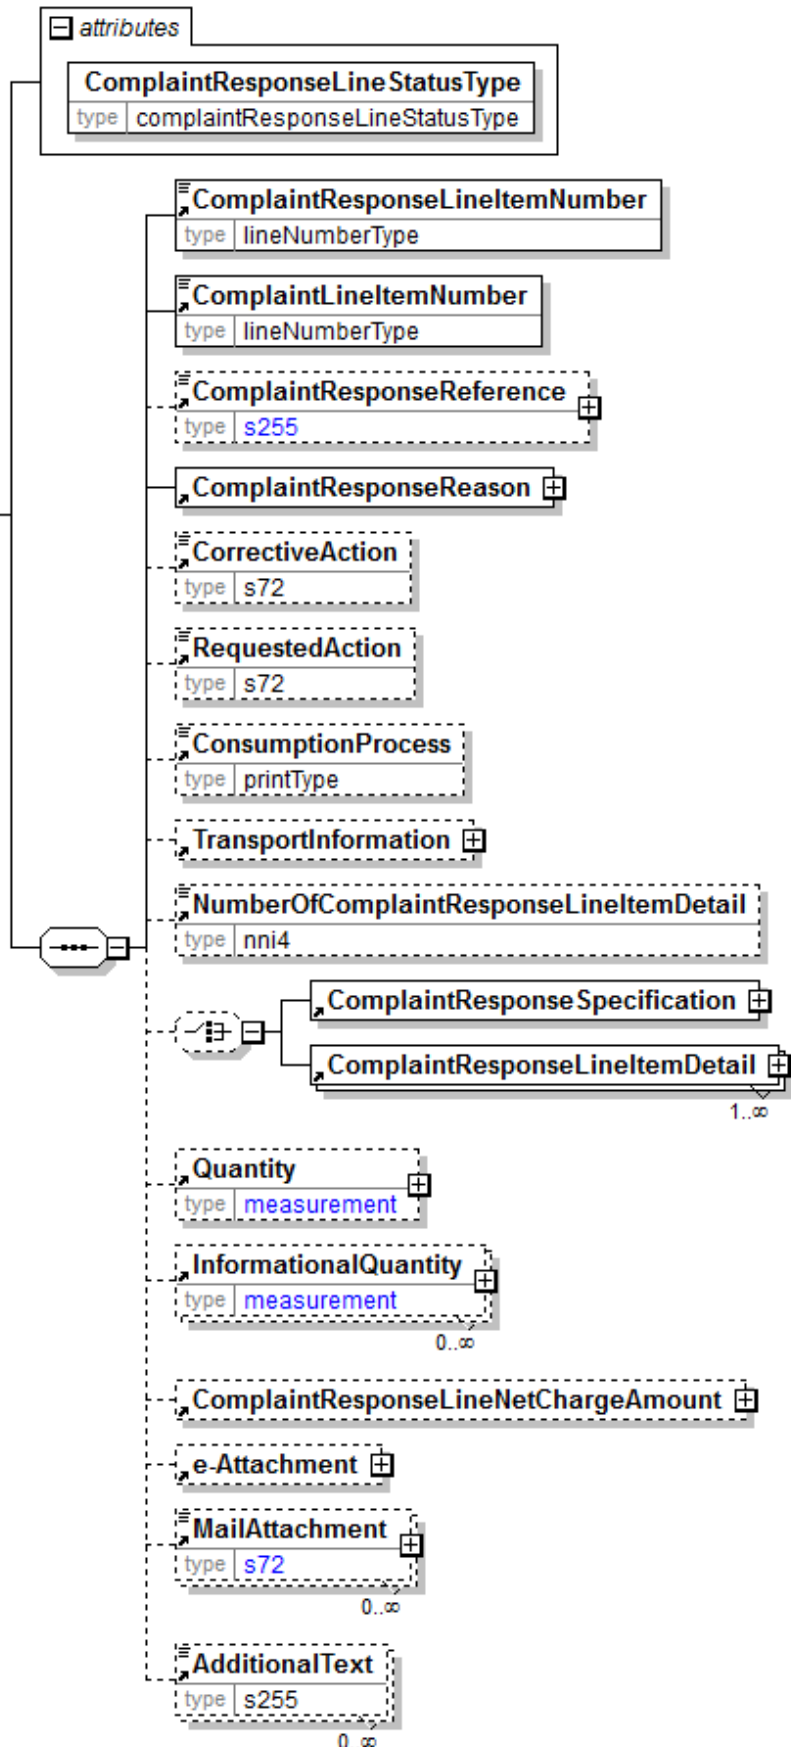 attributes
ComplaintResponseLineStatusType
type complaintResponseLineStatusType
ComplaintResponseLineItemNumber
type lineNumberType
ComplaintLineItemNumber
type lineNumberType
ComplaintResponseReference
type s255
ComplaintResponseReason
CorrectiveAction
type s72
RequestedAction
type s72
ConsumptionProcess
type printType
TransportInformation
NumberOfComplaintResponseLineItemDetail
type nni4
ComplaintResponseSpecification
ComplaintResponseLineItemDetail
1..∞
Quantity
type measurement
InformationalQuantity
type measurement
0..∞
ComplaintResponseLineNetChargeAmount
e-Attachment
MailAttachment
type s72
0..∞
AdditionalText
type s255
0..∞